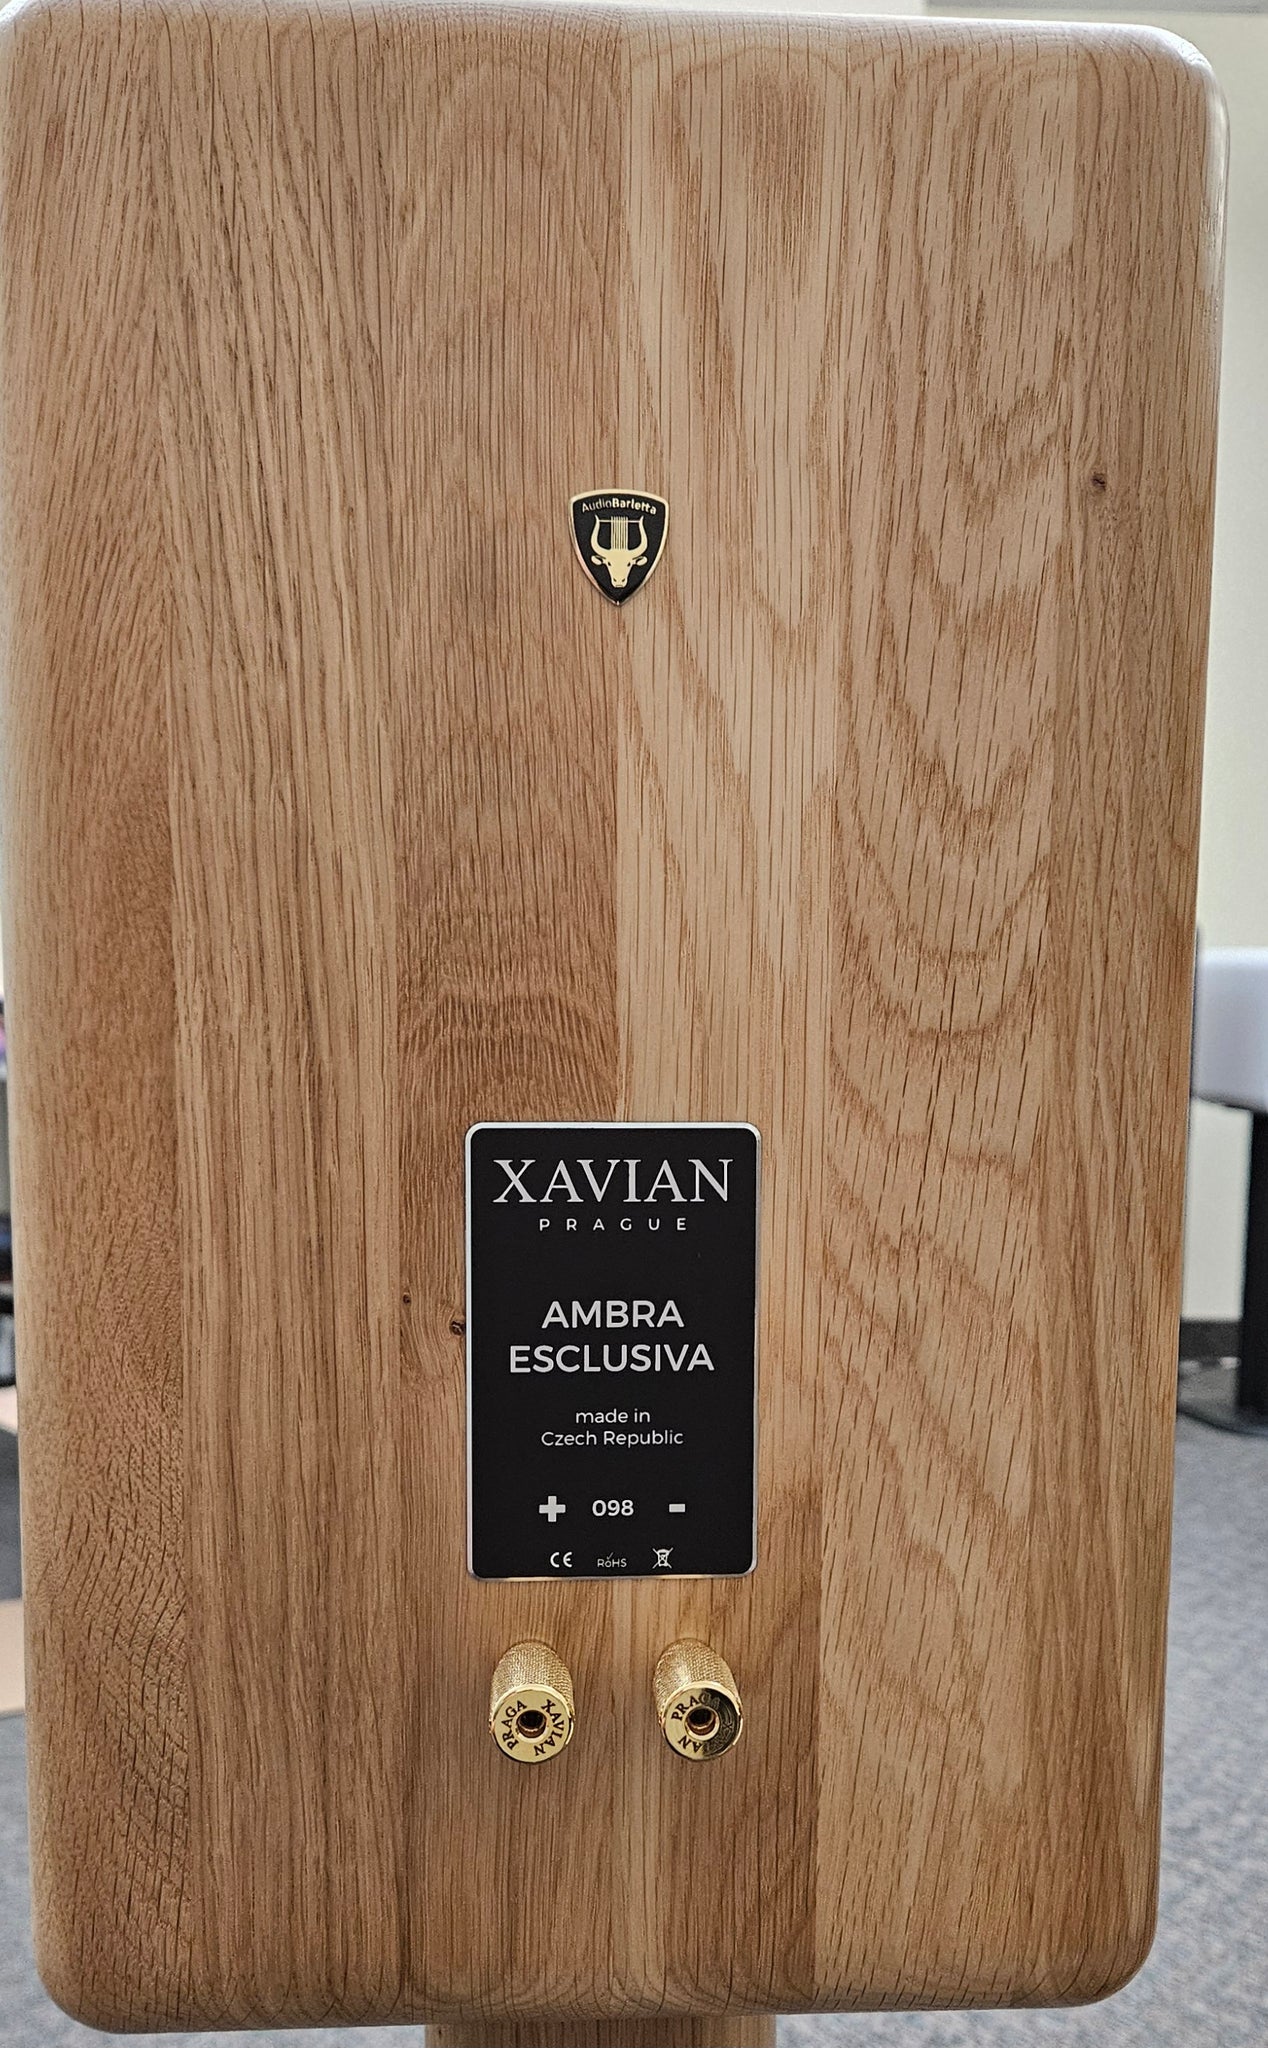 AudioBarletta
XAVIAN
PRAGUE
AMBRA
ESCLUSIVA
made in
Czech Republic
+ 098 -
CE RoHS
PRAGA XAVIAN
PRAGA XAVIAN